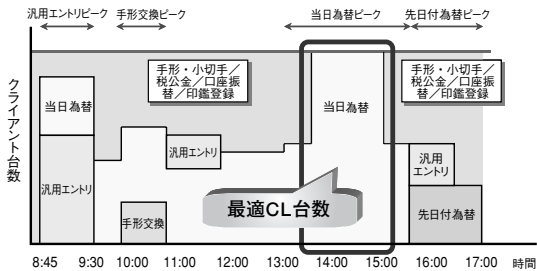 汎用エントリピーク
手形交換ピーク
当日為替ピーク
先日付為替ピーク
クライアント台数
手形・小切手/
税公金/口座振
替/印鑑登録
手形・小切手/
税公金/口座振
替/印鑑登録
当日為替
当日為替
汎用エントリ
汎用
エントリ
汎用エントリ
最適CL台数
手形交換
先日付為替
8:45 9:30 10:00 11:00 12:00 13:00 14:00 15:00 16:00 17:00 時間